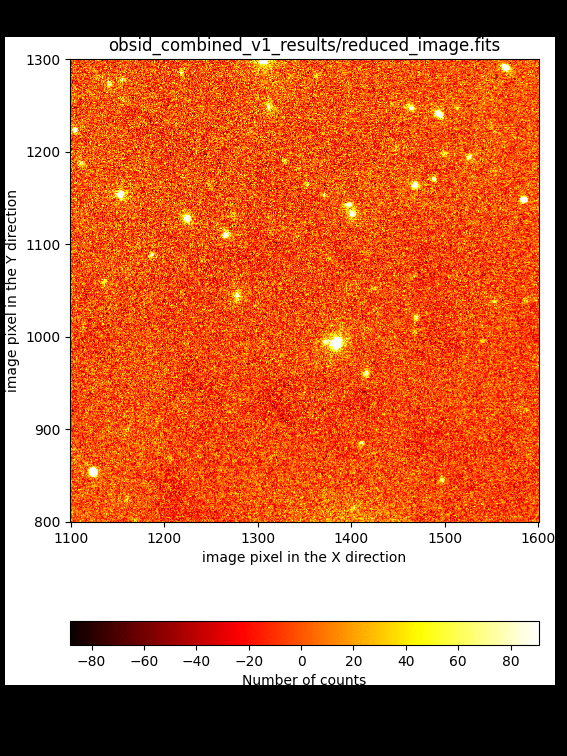 obsid_combined_v1_results/reduced_image.fits
1300
1200
1100
1000
900
800
image pixel in the Y direction
1100 1200 1300 1400 1500 1600
image pixel in the X direction
−80 −60 −40 −20 0 20 40 60 80
Number of counts